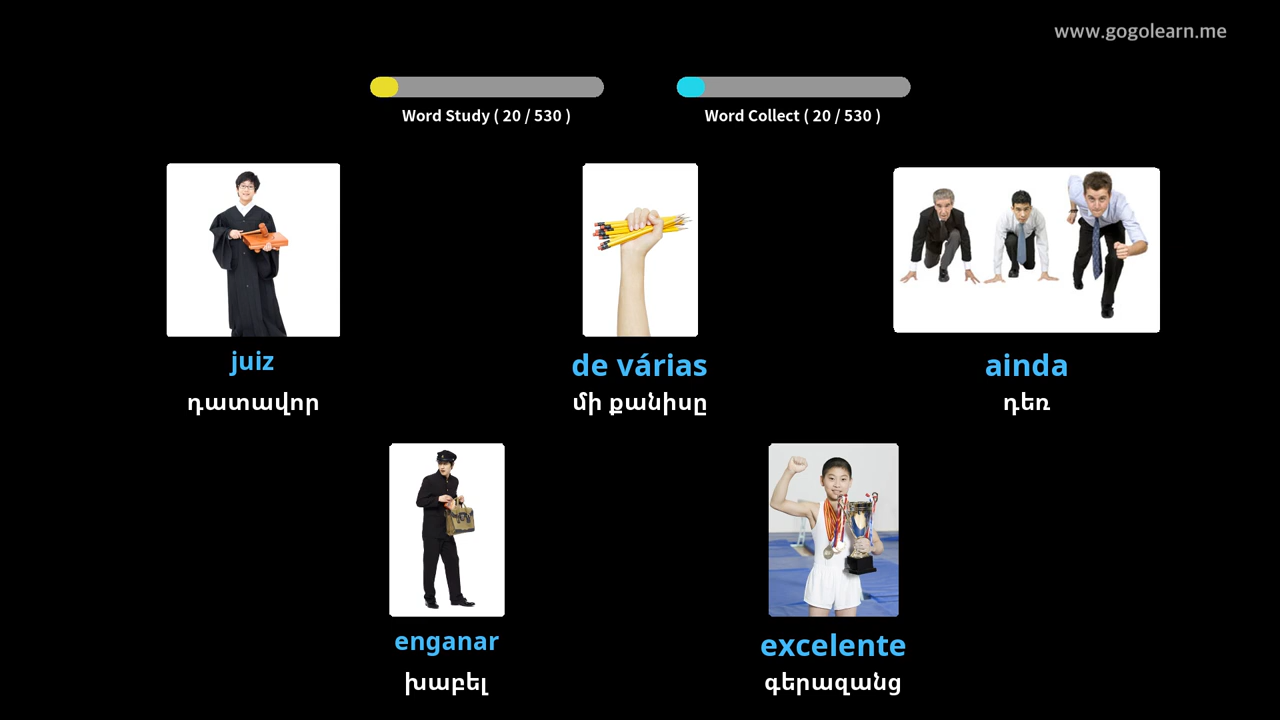 www.gogolearn.me
Word Study ( 20 / 530 )
Word Collect ( 20 / 530 )
juiz
դատավոր
de várias
մի քանիսը
ainda
դեռ
enganar
խաբել
excelente
գերազանց